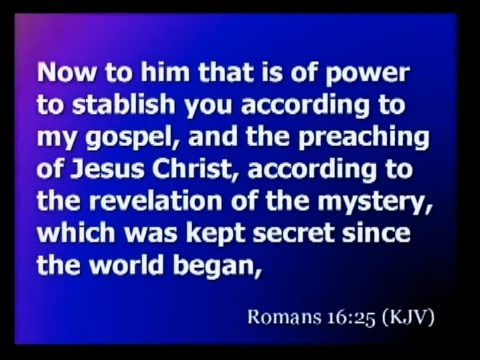 Now to him that is of power
to stablish you according to
my gospel, and the preaching
of Jesus Christ, according to
the revelation of the mystery,
which was kept secret since
the world began,
Romans 16:25 (KJV)